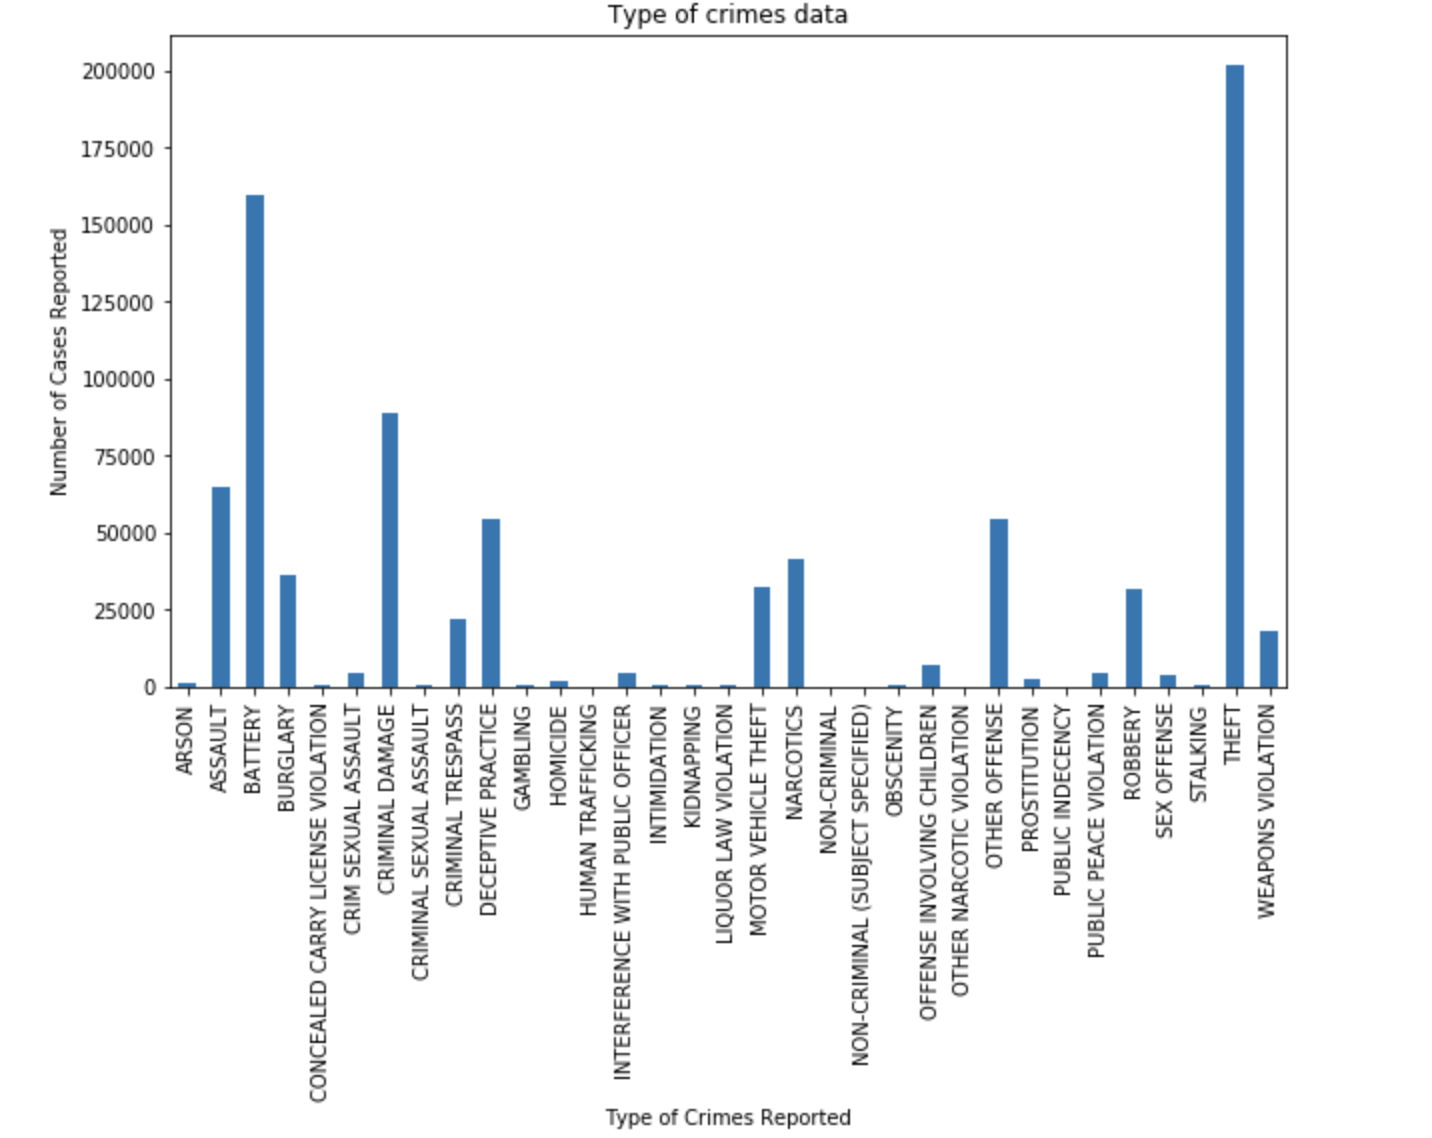 Type of crimes data
200000
175000
150000
125000
100000
75000
50000
25000
0
Number of Cases Reported
ARSON
ASSAULT
BATTERY
BURGLARY
CONCEALED CARRY LICENSE VIOLATION
CRIM SEXUAL ASSAULT
CRIMINAL DAMAGE
CRIMINAL SEXUAL ASSAULT
CRIMINAL TRESPASS
DECEPTIVE PRACTICE
GAMBLING
HOMICIDE
HUMAN TRAFFICKING
INTERFERENCE WITH PUBLIC OFFICER
INTIMIDATION
KIDNAPPING
LIQUOR LAW VIOLATION
MOTOR VEHICLE THEFT
NARCOTICS
NON-CRIMINAL
NON-CRIMINAL (SUBJECT SPECIFIED)
OBSCENITY
OFFENSE INVOLVING CHILDREN
OTHER NARCOTIC VIOLATION
OTHER OFFENSE
PROSTITUTION
PUBLIC INDECENCY
PUBLIC PEACE VIOLATION
ROBBERY
SEX OFFENSE
STALKING
THEFT
WEAPONS VIOLATION
Type of Crimes Reported